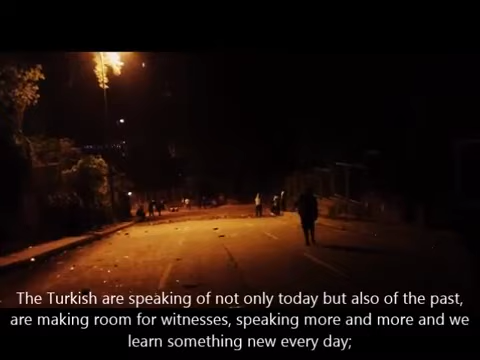 The Turkish are speaking of not only today but also of the past,
are making room for witnesses, speaking more and more and we
learn something new every day;